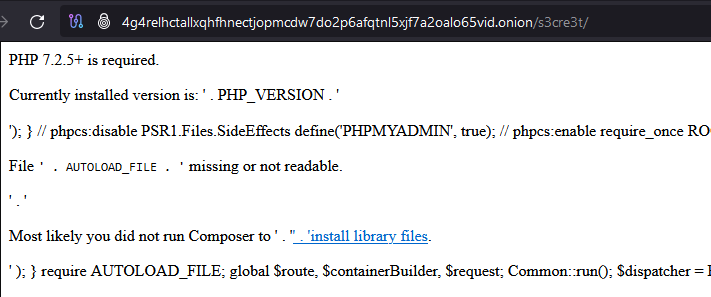 4g4relhctallxqhfhnectjopmcdw7do2p6afqtnl5xjf7a2oalo65vid.onion/s3cre3t/
PHP 7.2.5+ is required.
Currently installed version is: ' . PHP_VERSION . '
'); } // phpcs:disable PSR1.Files.SideEffects define('PHPMYADMIN', true); // phpcs:enable require_once RO
File ' . AUTOLOAD_FILE . ' missing or not readable.
' . '
Most likely you did not run Composer to ' . '' . 'install library files.
' ); } require AUTOLOAD_FILE; global $route, $containerBuilder, $request; Common::run(); $dispatcher =